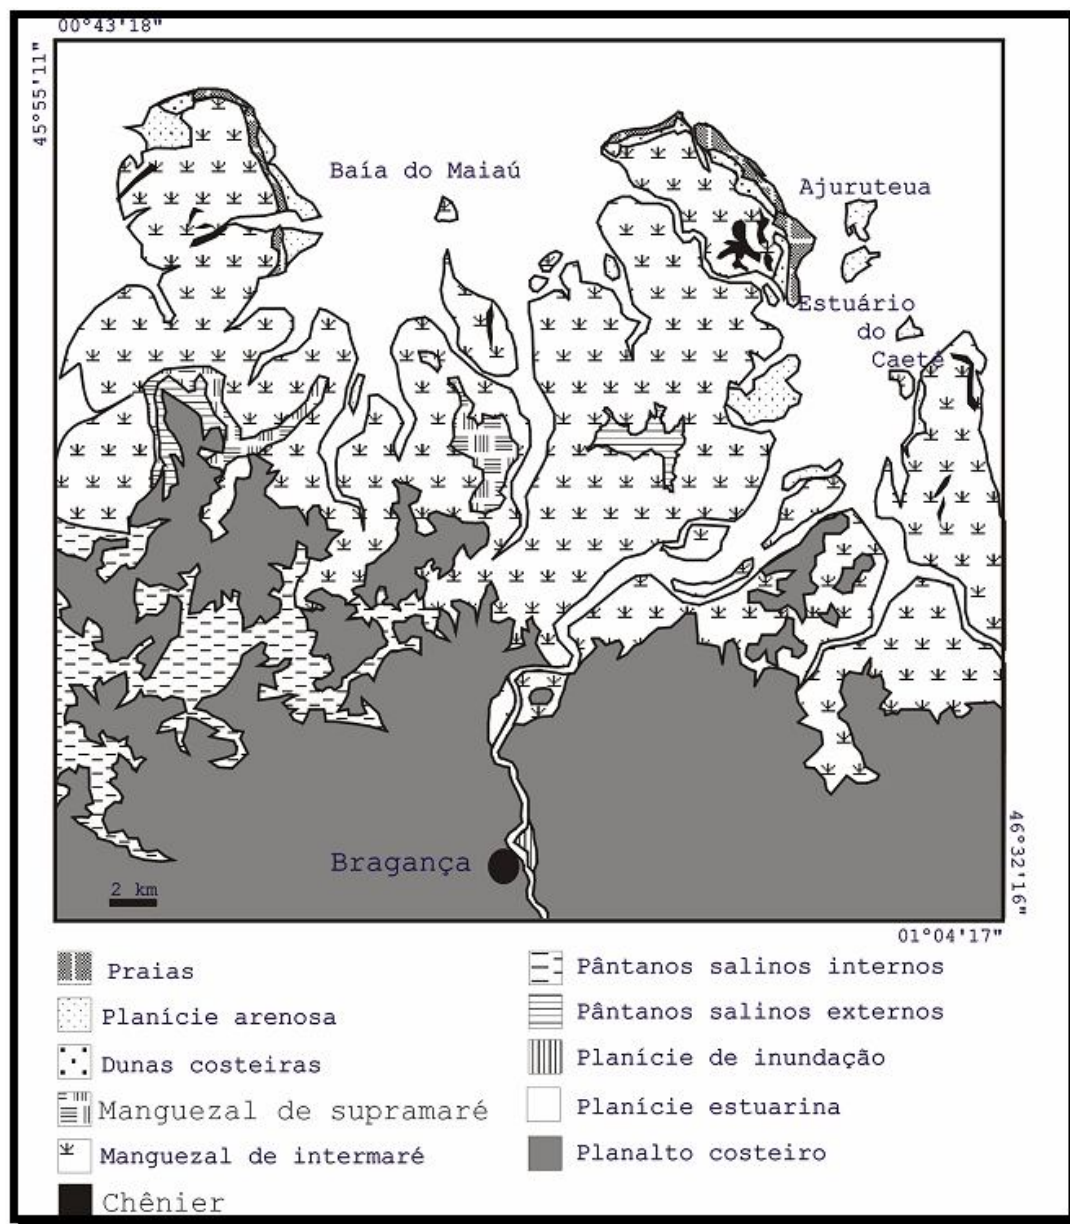 00°43'18"
45°55'11"
Baía do Maiaú
Ajuruteua
Estuário
do
Caeté
Bragança
2 km
46°32'16"
01°04'17"
Praias
Planície arenosa
Dunas costeiras
Manguezal de supramaré
Manguezal de intermaré
Chênier
Pântanos salinos internos
Pântanos salinos externos
Planície de inundação
Planície estuarina
Planalto costeiro